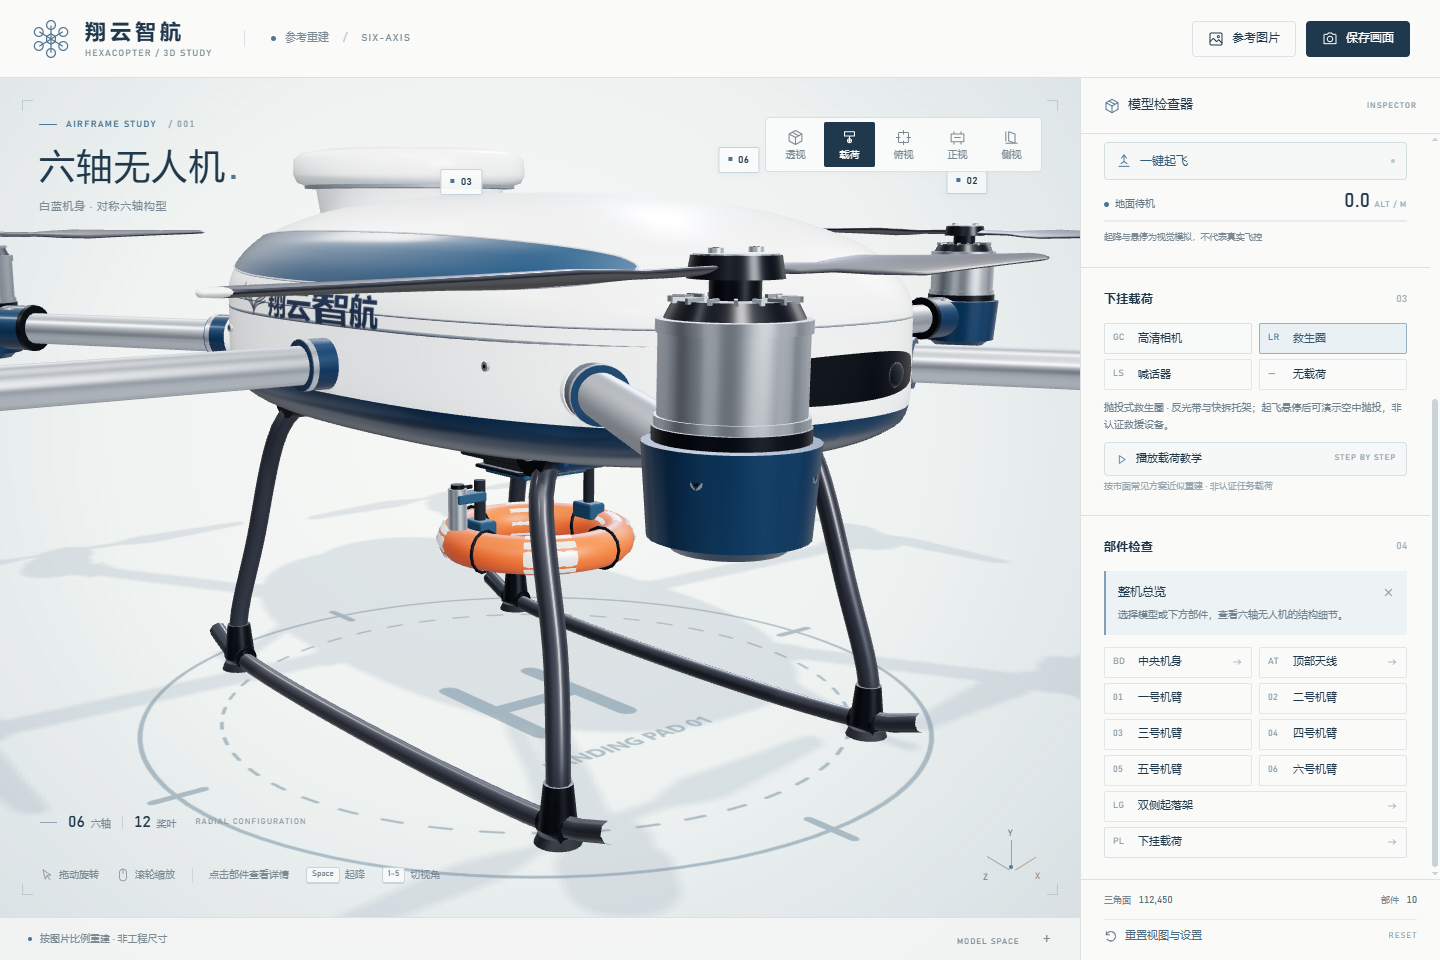 翔云智航
HEXACOPTER / 3D STUDY
参考重建 / SIX-AXIS
参考图片
保存画面
AIRFRAME STUDY / 001
六轴无人机.
白蓝机身 · 对称六轴构型
透视
载荷
俯视
正视
侧视
06
03
02
翔云智航
LANDING PAD 01
06 六轴
12 桨叶
RADIAL CONFIGURATION
拖动旋转
滚轮缩放
点击部件查看详情
Space 起降
1–5 切视角
Y
Z
X
按图片比例重建 · 非工程尺寸
MODEL SPACE +
模型检查器
INSPECTOR
一键起飞
地面待机
0.0 ALT / M
起降与悬停为视觉模拟，不代表真实飞控
下挂载荷 03
GC 高清相机
LR 救生圈
LS 喊话器
— 无载荷
抛投式救生圈 · 反光带与快拆托架；起飞悬停后可演示空中抛投，非
认证救援设备。
播放载荷教学 STEP BY STEP
按市面常见方案近似重建 · 非认证任务载荷
部件检查 04
整机总览
选择模型或下方部件，查看六轴无人机的结构细节。
BD 中央机身 →
AT 顶部天线 →
01 一号机臂
02 二号机臂
03 三号机臂
04 四号机臂
05 五号机臂
06 六号机臂
LG 双侧起落架 →
PL 下挂载荷 →
三角面 112,450
部件 10
重置视图与设置
RESET